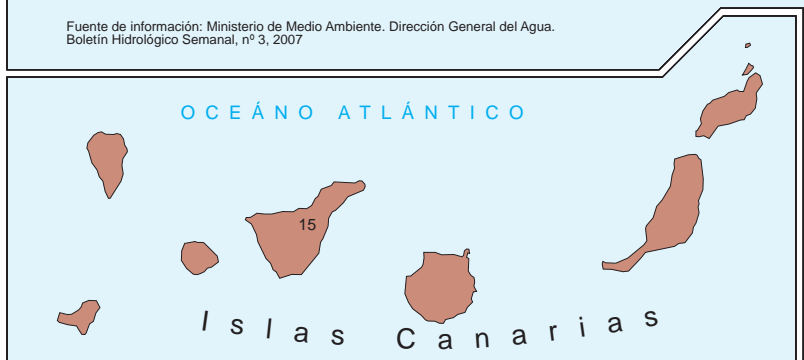 Fuente de información: Ministerio de Medio Ambiente. Dirección General del Agua.
Boletín Hidrológico Semanal, nº 3, 2007
OCEÁNO ATLÁNTICO
15
Islas Canarias